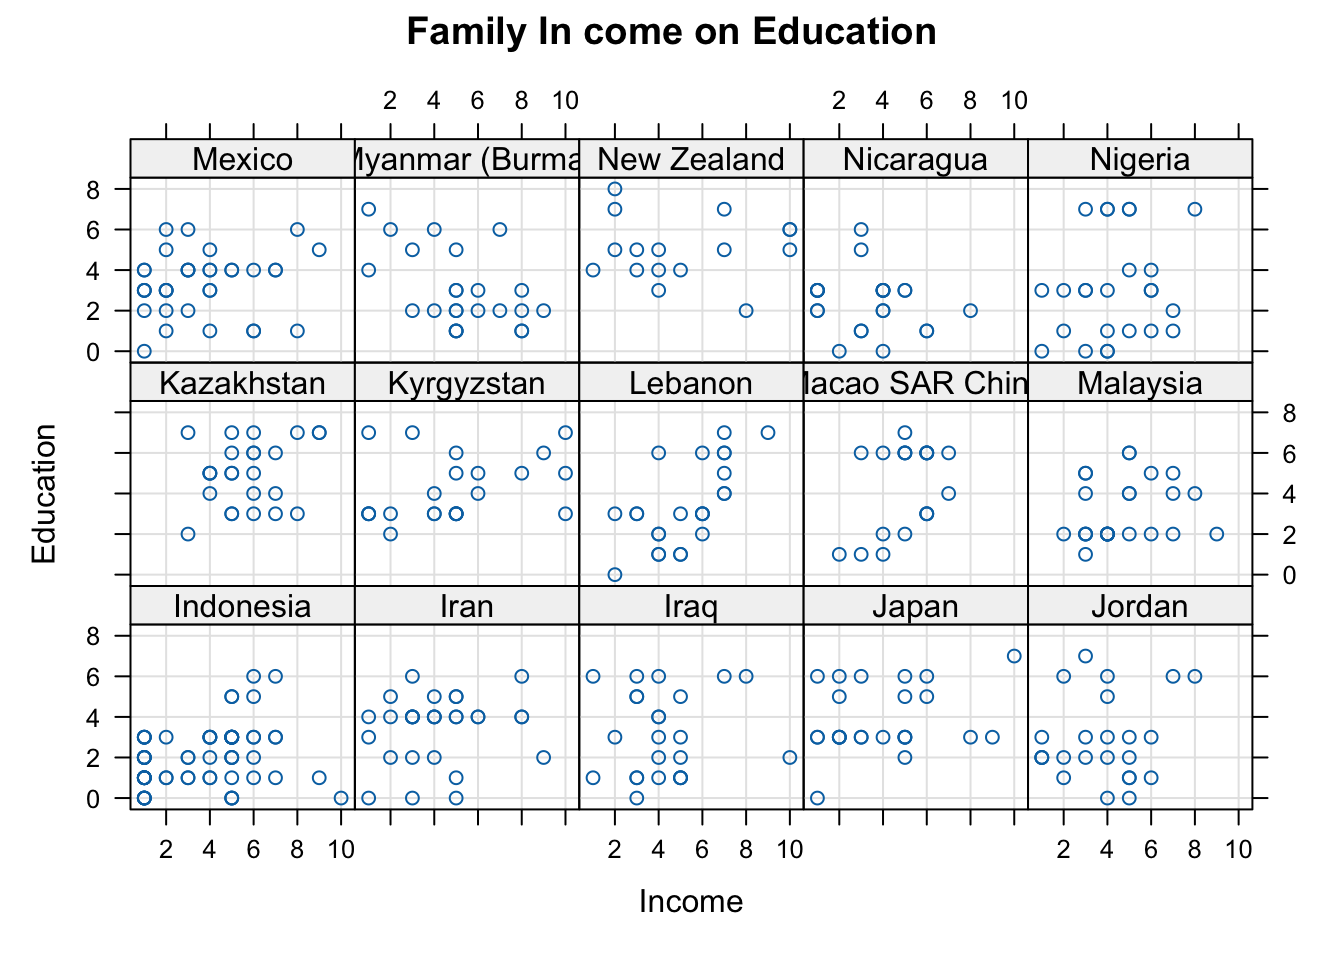 Family In come on Education
2 4 6 8 10 2 4 6 8 10
Mexico Myanmar (Burma New Zealand Nicaragua Nigeria
8
6
4
2
0
Kazakhstan Kyrgyzstan Lebanon Macao SAR Chin Malaysia
8
6
4
2
0
Indonesia Iran Iraq Japan Jordan
8
6
4
2
0
2 4 6 8 10 2 4 6 8 10 2 4 6 8 10
Education
Income